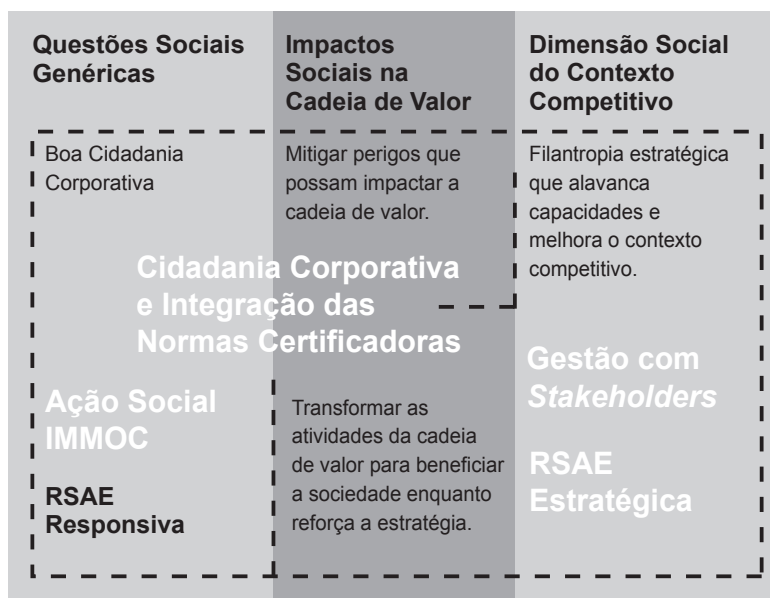 Questões Sociais
Genéricas
Impactos
Sociais na
Cadeia de Valor
Dimensão Social
do Contexto
Competitivo
Boa Cidadania
Corporativa
Mitigar perigos que
possam impactar a
cadeia de valor.
Filantropia estratégica
que alavanca
capacidades e
melhora o contexto
competitivo.
Cidadania Corporativa
e Integração das
Normas Certificadoras
Ação Social
IMMOC
RSAE
Responsiva
Transformar as
atividades da cadeia
de valor para beneficiar
a sociedade enquanto
reforça a estratégia.
Gestão com
Stakeholders
RSAE
Estratégica